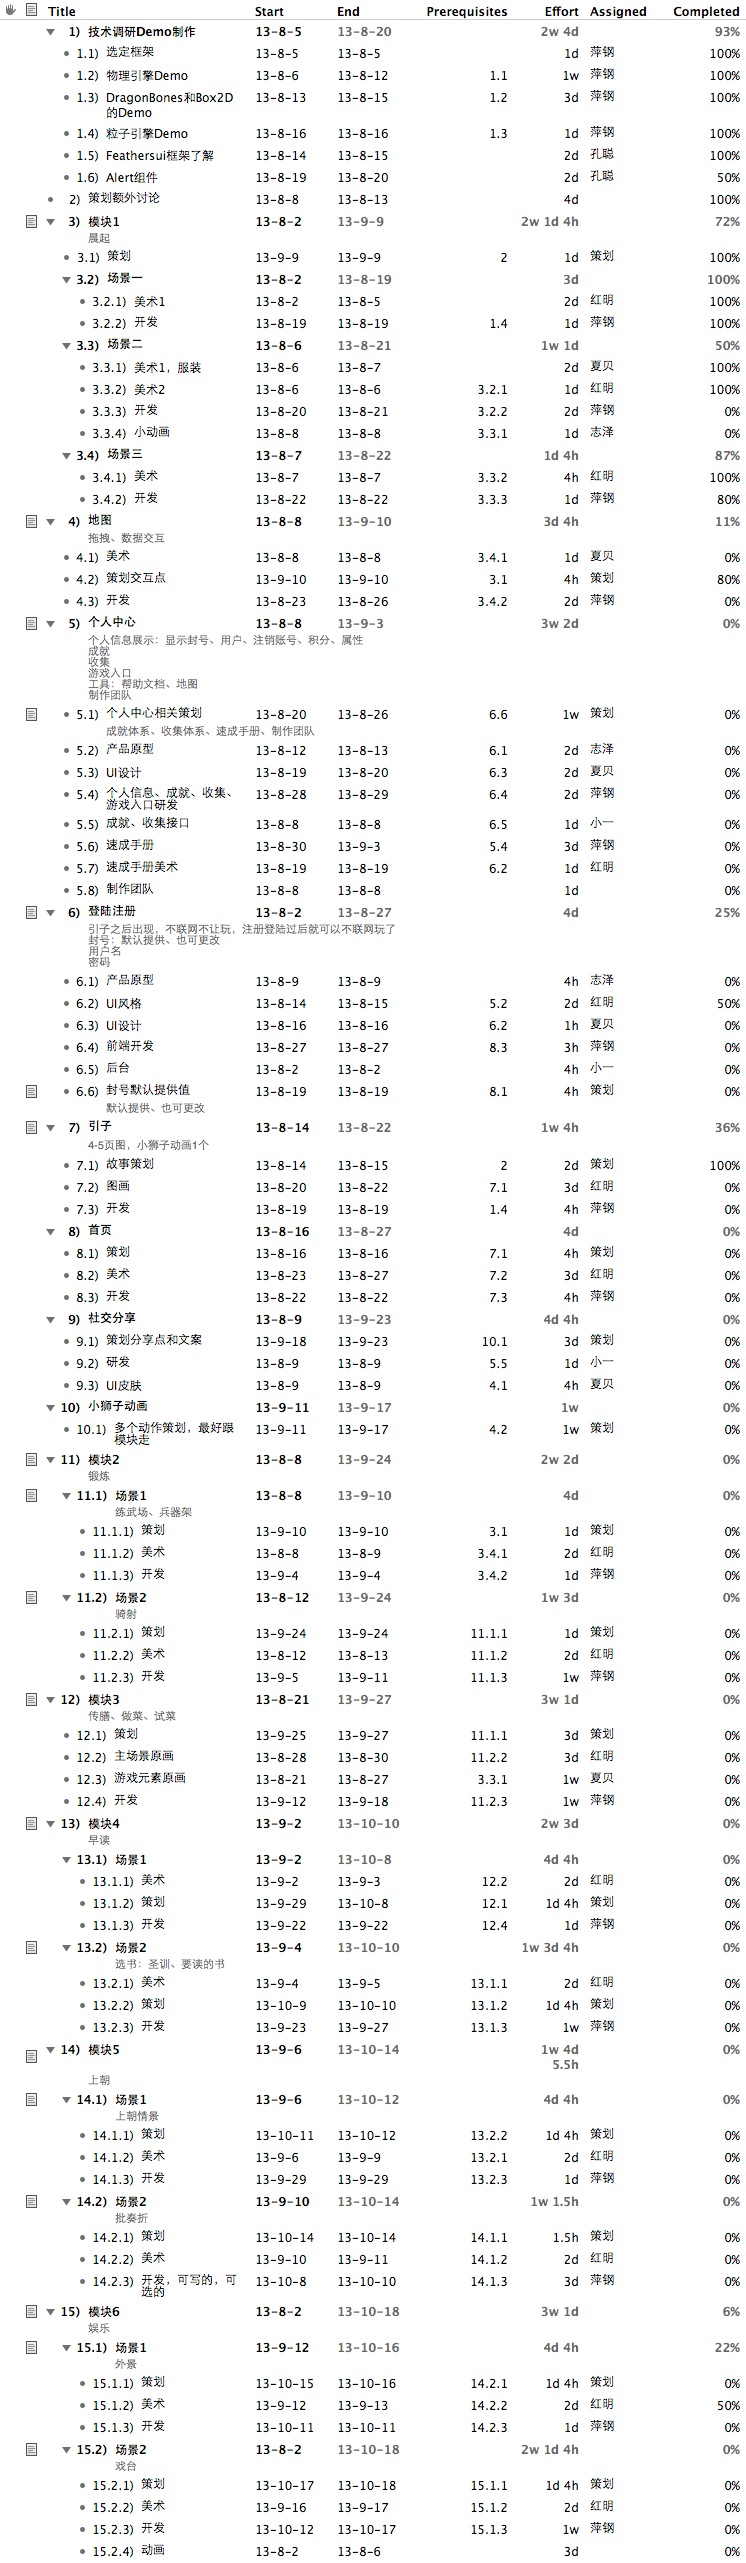 Title Start End Prerequisites Effort Assigned Completed
1) 技术调研Demo制作 13-8-5 13-8-20 2w 4d 93%
1.1) 选定框架 13-8-5 13-8-5 1d 萍钢 100%
1.2) 物理引擎Demo 13-8-6 13-8-12 1.1 1w 萍钢 100%
1.3) DragonBones和Box2D 13-8-13 13-8-15 1.2 3d 萍钢 100%
的Demo
1.4) 粒子引擎Demo 13-8-16 13-8-16 1.3 1d 萍钢 100%
1.5) Feathersui框架了解 13-8-14 13-8-15 2d 孔聪 100%
1.6) Alert组件 13-8-19 13-8-20 2d 孔聪 50%
2) 策划额外讨论 13-8-8 13-8-13 4d 100%
3) 模块1 13-8-2 13-9-9 2w 1d 4h 72%
晨起
3.1) 策划 13-9-9 13-9-9 2 1d 策划 100%
3.2) 场景一 13-8-2 13-8-19 3d 100%
3.2.1) 美术1 13-8-2 13-8-5 2d 红明 100%
3.2.2) 开发 13-8-19 13-8-19 1.4 1d 萍钢 100%
3.3) 场景二 13-8-6 13-8-21 1w 1d 50%
3.3.1) 美术1，服装 13-8-6 13-8-7 2d 夏贝 100%
3.3.2) 美术2 13-8-6 13-8-6 3.2.1 1d 红明 100%
3.3.3) 开发 13-8-20 13-8-21 3.2.2 2d 萍钢 0%
3.3.4) 小动画 13-8-8 13-8-8 3.3.1 1d 志泽 0%
3.4) 场景三 13-8-7 13-8-22 1d 4h 87%
3.4.1) 美术 13-8-7 13-8-7 3.3.2 4h 红明 100%
3.4.2) 开发 13-8-22 13-8-22 3.3.3 1d 萍钢 80%
4) 地图 13-8-8 13-9-10 3d 4h 11%
拖拽、数据交互
4.1) 美术 13-8-8 13-8-8 3.4.1 1d 夏贝 0%
4.2) 策划交互点 13-9-10 13-9-10 3.1 4h 策划 80%
4.3) 开发 13-8-23 13-8-26 3.4.2 2d 萍钢 0%
5) 个人中心 13-8-8 13-9-3 3w 2d 0%
个人信息展示：显示封号、用户、注销账号、积分、属性
成就
收集
游戏入口
工具：帮助文档、地图
制作团队
5.1) 个人中心相关策划 13-8-20 13-8-26 6.6 1w 策划 0%
成就体系、收集体系、速成手册、制作团队
5.2) 产品原型 13-8-12 13-8-13 6.1 2d 志泽 0%
5.3) UI设计 13-8-19 13-8-20 6.3 2d 夏贝 0%
5.4) 个人信息、成就、收集、 13-8-28 13-8-29 6.4 2d 萍钢 0%
游戏入口研发
5.5) 成就、收集接口 13-8-8 13-8-8 6.5 1d 小一 0%
5.6) 速成手册 13-8-30 13-9-3 5.4 3d 萍钢 0%
5.7) 速成手册美术 13-8-19 13-8-19 6.2 1d 红明 0%
5.8) 制作团队 13-8-8 13-8-8 1d 0%
6) 登陆注册 13-8-2 13-8-27 4d 25%
引子之后出现，不联网不让玩，注册登陆过后就可以不联网玩了
封号：默认提供、也可更改
用户名
密码
6.1) 产品原型 13-8-9 13-8-9 4h 志泽 0%
6.2) UI风格 13-8-14 13-8-15 5.2 2d 红明 50%
6.3) UI设计 13-8-16 13-8-16 6.2 1h 夏贝 0%
6.4) 前端开发 13-8-27 13-8-27 8.3 3h 萍钢 0%
6.5) 后台 13-8-2 13-8-2 4h 小一 0%
6.6) 封号默认提供值 13-8-19 13-8-19 8.1 4h 策划 0%
默认提供、也可更改
7) 引子 13-8-14 13-8-22 1w 4h 36%
4-5页图，小狮子动画1个
7.1) 故事策划 13-8-14 13-8-15 2 2d 策划 100%
7.2) 图画 13-8-20 13-8-22 7.1 3d 红明 0%
7.3) 开发 13-8-19 13-8-19 1.4 4h 萍钢 0%
8) 首页 13-8-16 13-8-27 4d 0%
8.1) 策划 13-8-16 13-8-16 7.1 4h 策划 0%
8.2) 美术 13-8-23 13-8-27 7.2 3d 红明 0%
8.3) 开发 13-8-22 13-8-22 7.3 4h 萍钢 0%
9) 社交分享 13-8-9 13-9-23 4d 4h 0%
9.1) 策划分享点和文案 13-9-18 13-9-23 10.1 3d 策划 0%
9.2) 研发 13-8-9 13-8-9 5.5 1d 小一 0%
9.3) UI皮肤 13-8-9 13-8-9 4.1 4h 夏贝 0%
10) 小狮子动画 13-9-11 13-9-17 1w 0%
10.1) 多个动作策划，最好跟 13-9-11 13-9-17 4.2 1w 策划 0%
模块走
11) 模块2 13-8-8 13-9-24 2w 2d 0%
锻炼
11.1) 场景1 13-8-8 13-9-10 4d 0%
练武场、兵器架
11.1.1) 策划 13-9-10 13-9-10 3.1 1d 策划 0%
11.1.2) 美术 13-8-8 13-8-9 3.4.1 2d 红明 0%
11.1.3) 开发 13-9-4 13-9-4 3.4.2 1d 萍钢 0%
11.2) 场景2 13-8-12 13-9-24 1w 3d 0%
骑射
11.2.1) 策划 13-9-24 13-9-24 11.1.1 1d 策划 0%
11.2.2) 美术 13-8-12 13-8-13 11.1.2 2d 红明 0%
11.2.3) 开发 13-9-5 13-9-11 11.1.3 1w 萍钢 0%
12) 模块3 13-8-21 13-9-27 3w 1d 0%
传膳、做菜、试菜
12.1) 策划 13-9-25 13-9-27 11.1.1 3d 策划 0%
12.2) 主场景原画 13-8-28 13-8-30 11.2.2 3d 红明 0%
12.3) 游戏元素原画 13-8-21 13-8-27 3.3.1 1w 夏贝 0%
12.4) 开发 13-9-12 13-9-18 11.2.3 1w 萍钢 0%
13) 模块4 13-9-2 13-10-10 2w 3d 0%
早读
13.1) 场景1 13-9-2 13-10-8 4d 4h 0%
13.1.1) 美术 13-9-2 13-9-3 12.2 2d 红明 0%
13.1.2) 策划 13-9-29 13-10-8 12.1 1d 4h 策划 0%
13.1.3) 开发 13-9-22 13-9-22 12.4 1d 萍钢 0%
13.2) 场景2 13-9-4 13-10-10 1w 3d 4h 0%
选书：圣训、要读的书
13.2.1) 美术 13-9-4 13-9-5 13.1.1 2d 红明 0%
13.2.2) 策划 13-10-9 13-10-10 13.1.2 1d 4h 策划 0%
13.2.3) 开发 13-9-23 13-9-27 13.1.3 1w 萍钢 0%
14) 模块5 13-9-6 13-10-14 1w 4d 0%
5.5h
上朝
14.1) 场景1 13-9-6 13-10-12 4d 4h 0%
上朝情景
14.1.1) 策划 13-10-11 13-10-12 13.2.2 1d 4h 策划 0%
14.1.2) 美术 13-9-6 13-9-9 13.2.1 2d 红明 0%
14.1.3) 开发 13-9-29 13-9-29 13.2.3 1d 萍钢 0%
14.2) 场景2 13-9-10 13-10-14 1w 1.5h 0%
批奏折
14.2.1) 策划 13-10-14 13-10-14 14.1.1 1.5h 策划 0%
14.2.2) 美术 13-9-10 13-9-11 14.1.2 2d 红明 0%
14.2.3) 开发，可写的，可 13-10-8 13-10-10 14.1.3 3d 萍钢 0%
选的
15) 模块6 13-8-2 13-10-18 3w 1d 6%
娱乐
15.1) 场景1 13-9-12 13-10-16 4d 4h 22%
外景
15.1.1) 策划 13-10-15 13-10-16 14.2.1 1d 4h 策划 0%
15.1.2) 美术 13-9-12 13-9-13 14.2.2 2d 红明 50%
15.1.3) 开发 13-10-11 13-10-11 14.2.3 1d 萍钢 0%
15.2) 场景2 13-8-2 13-10-18 2w 1d 4h 0%
戏台
15.2.1) 策划 13-10-17 13-10-18 15.1.1 1d 4h 策划 0%
15.2.2) 美术 13-9-16 13-9-17 15.1.2 2d 红明 0%
15.2.3) 开发 13-10-12 13-10-17 15.1.3 1w 萍钢 0%
15.2.4) 动画 13-8-2 13-8-6 3d 0%